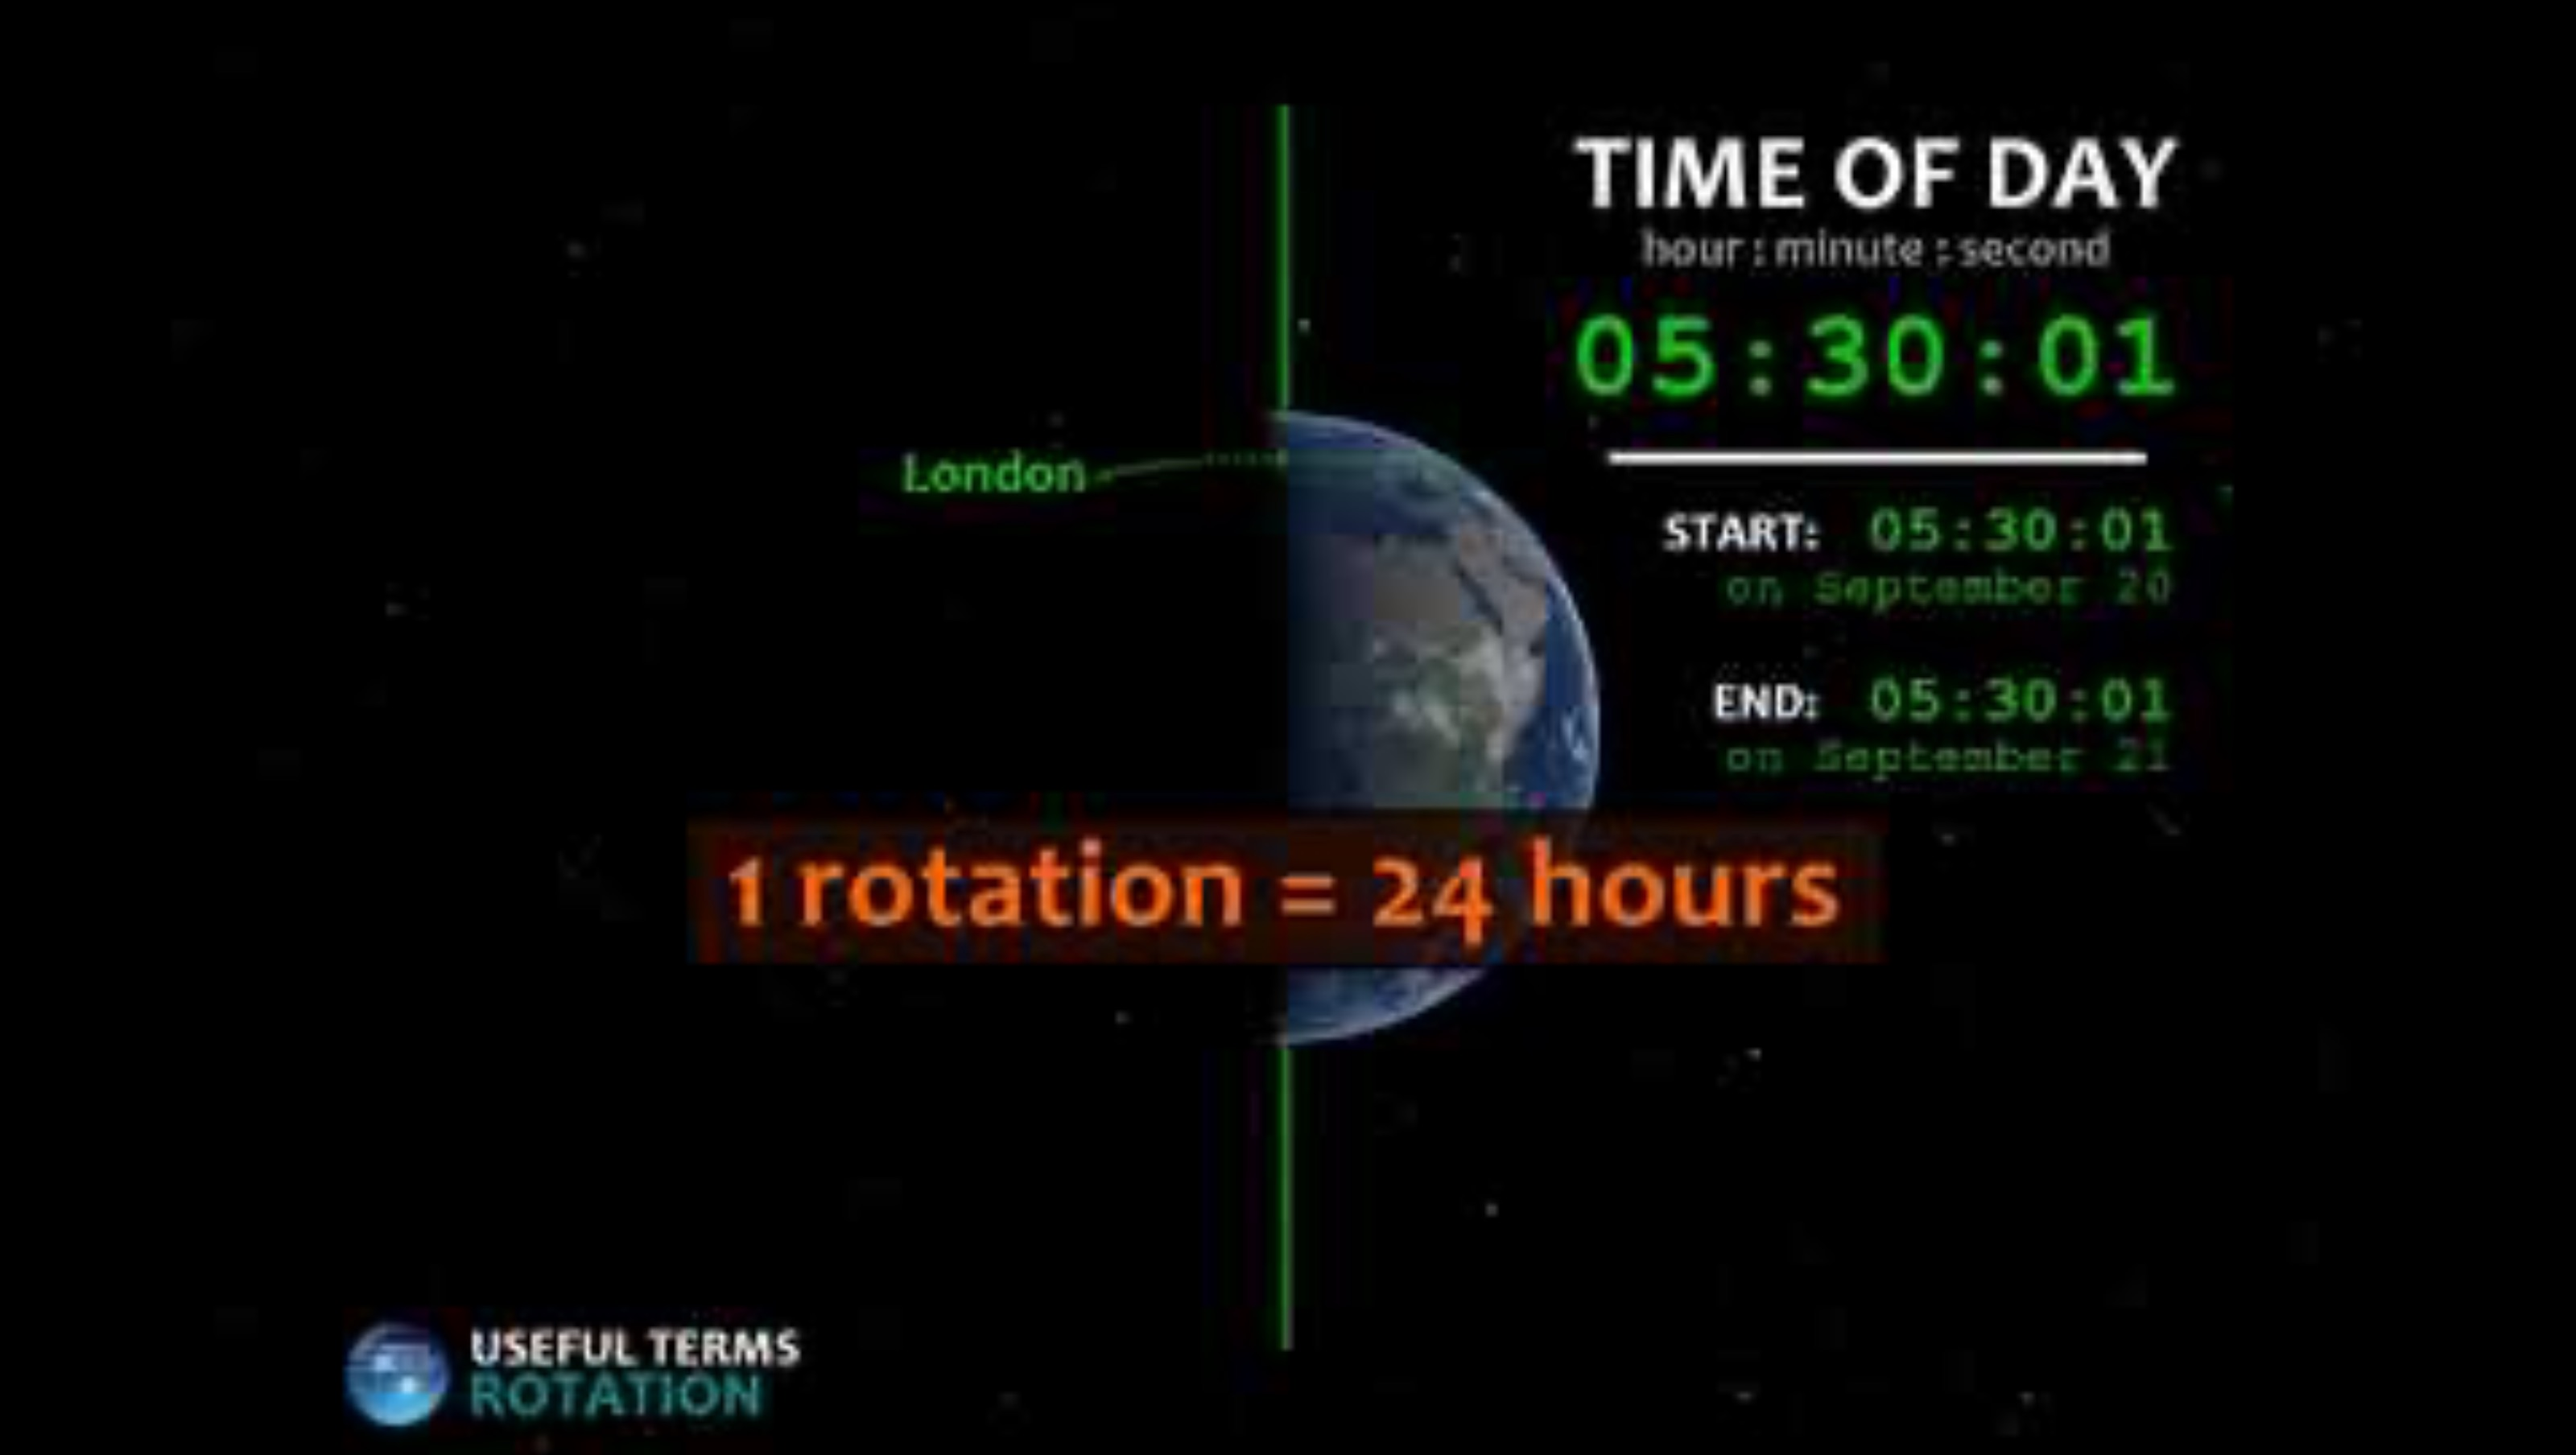 TIME OF DAY
hour : minute : second
05:30:01
London
START: 05:30:01
on September 20
END: 05:30:01
on September 21
1 rotation = 24 hours
USEFUL TERMS
ROTATION